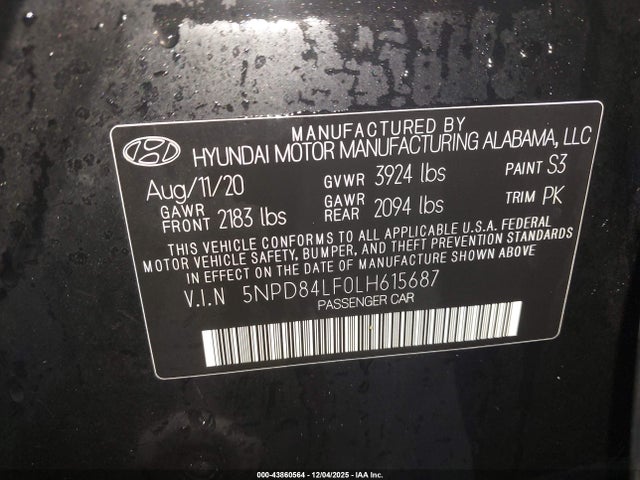 MANUFACTURED BY
HYUNDAI MOTOR MANUFACTURING ALABAMA, LLC
Aug/11/20 GVWR 3924 lbs PAINT S3
GAWR FRONT 2183 lbs GAWR REAR 2094 lbs TRIM PK
THIS VEHICLE CONFORMS TO ALL APPLICABLE U.S.A. FEDERAL
MOTOR VEHICLE SAFETY, BUMPER, AND THEFT PREVENTION STANDARDS
IN EFFECT ON THE DATE OF MANUFACTURE SHOWN ABOVE
V.I.N 5NPD84LF0LH615687
PASSENGER CAR
000-43860564 - 12/04/2025 - IAA Inc.